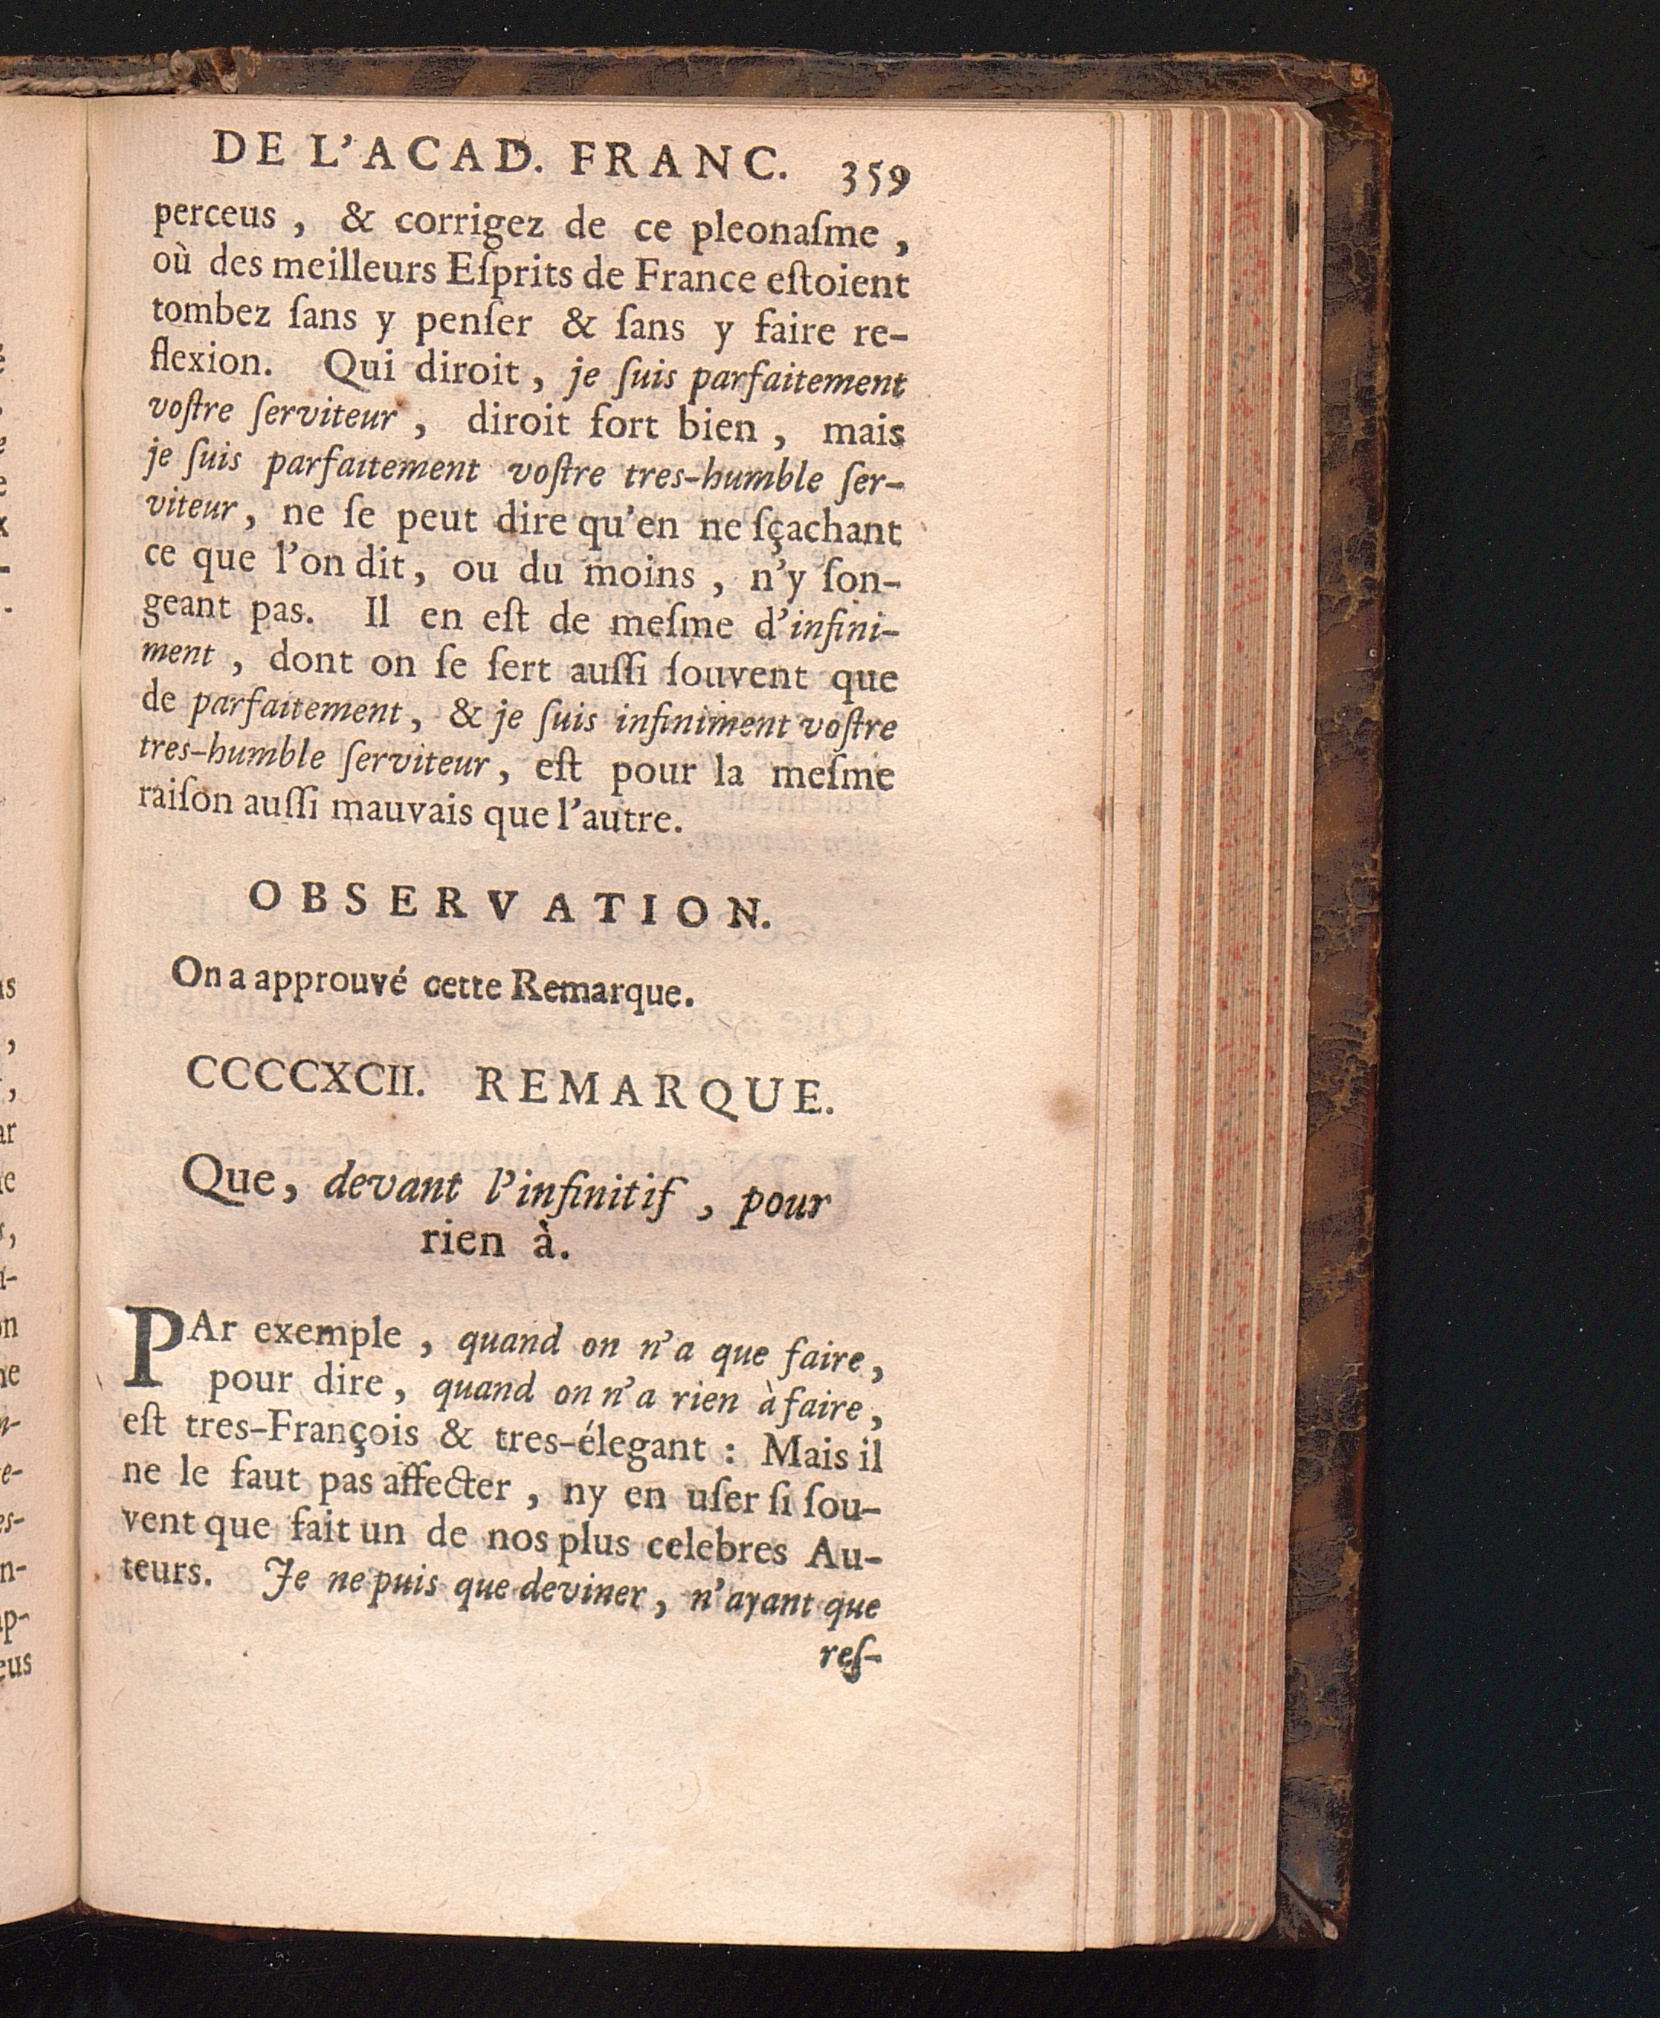 DE L'ACAD. FRANC. 359
perceus, & corrigez de ce pleonaſme,
où des meilleurs Eſprits de France eſtoient
tombez ſans y penſer & ſans y faire re-
flexion. Qui diroit, je ſuis parfaitement
voſtre ſerviteur, diroit fort bien, mais
je ſuis parfaitement voſtre tres-humble ſer-
viteur, ne ſe peut dire qu'en ne ſçachant
ce que l'on dit, ou du moins, n'y ſon-
geant pas. Il en eſt de meſme d'infini-
ment, dont on ſe ſert auſſi ſouvent que
de parfaitement, & je ſuis infiniment voſtre
tres-humble ſerviteur, eſt pour la meſme
raiſon auſſi mauvais que l'autre.
OBSERVATION.
On a approuvé cette Remarque.
CCCCXCII. REMARQUE.
Que, devant l'infinitif, pour
rien à.
PAr exemple, quand on n'a que faire,
pour dire, quand on n'a rien à faire,
eſt tres-François & tres-élegant : Mais il
ne le faut pas affecter, ny en uſer ſi ſou-
vent que fait un de nos plus celebres Au-
teurs. Je ne puis que deviner, n'ayant que
reſ-